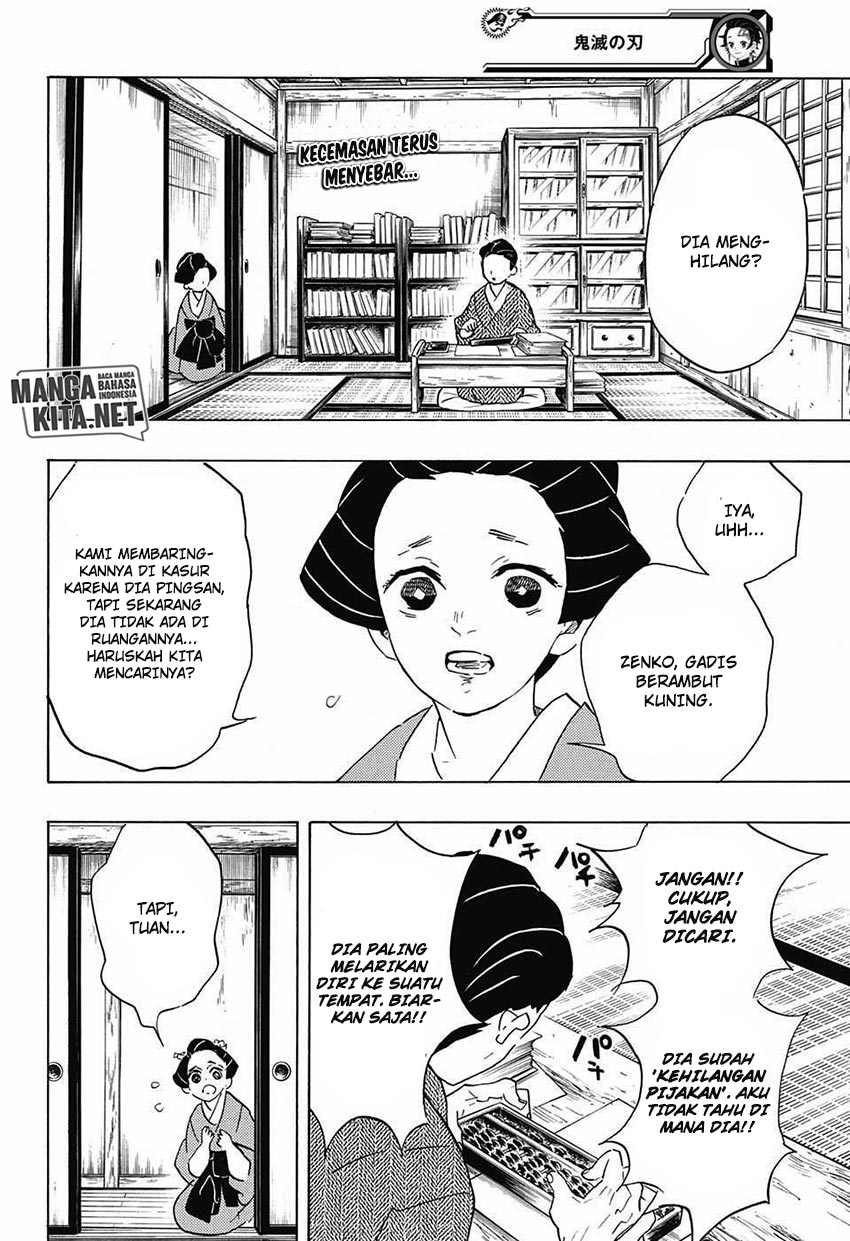 鬼滅の刃
KECEMASAN TERUS
MENYEBAR...
DIA MENG-
HILANG?
MANGA
KITA.NET
BACA MANGA
BAHASA
INDONESIA
IYA,
UHH...
ZENKO, GADIS
BERAMBUT
KUNING.
KAMI MEMBARING-
KANNYA DI KASUR
KARENA DIA PINGSAN,
TAPI SEKARANG
DIA TIDAK ADA DI
RUANGANNYA...
HARUSKAH KITA
MENCARINYA?
JANGAN!!
CUKUP,
JANGAN
DICARI.
DIA SUDAH
'KEHILANGAN
PIJAKAN'. AKU
TIDAK TAHU DI
MANA DIA!!
パチ
パチ
パチ
DIA PALING
MELARIKAN
DIRI KE SUATU
TEMPAT. BIAR-
KAN SAJA!!
TAPI,
TUAN...